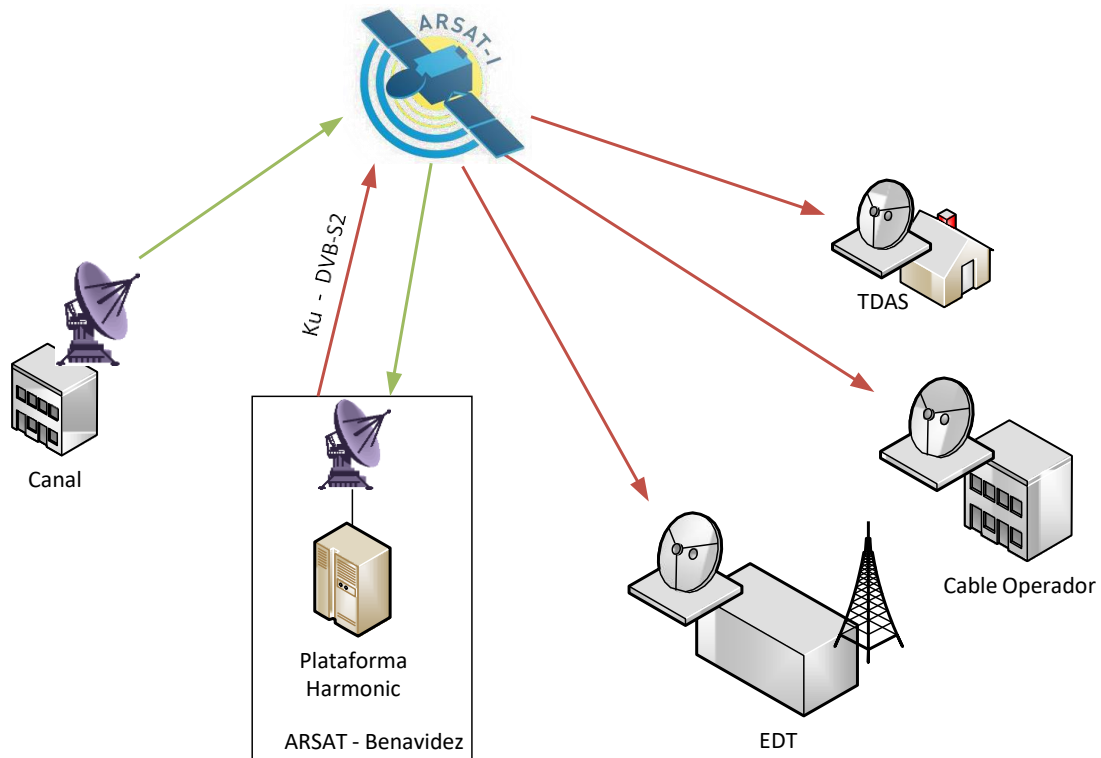 ARSAT-I
Ku - DVB-S2
TDAS
Canal
Cable Operador
Plataforma
Harmonic
EDT
ARSAT - Benavidez